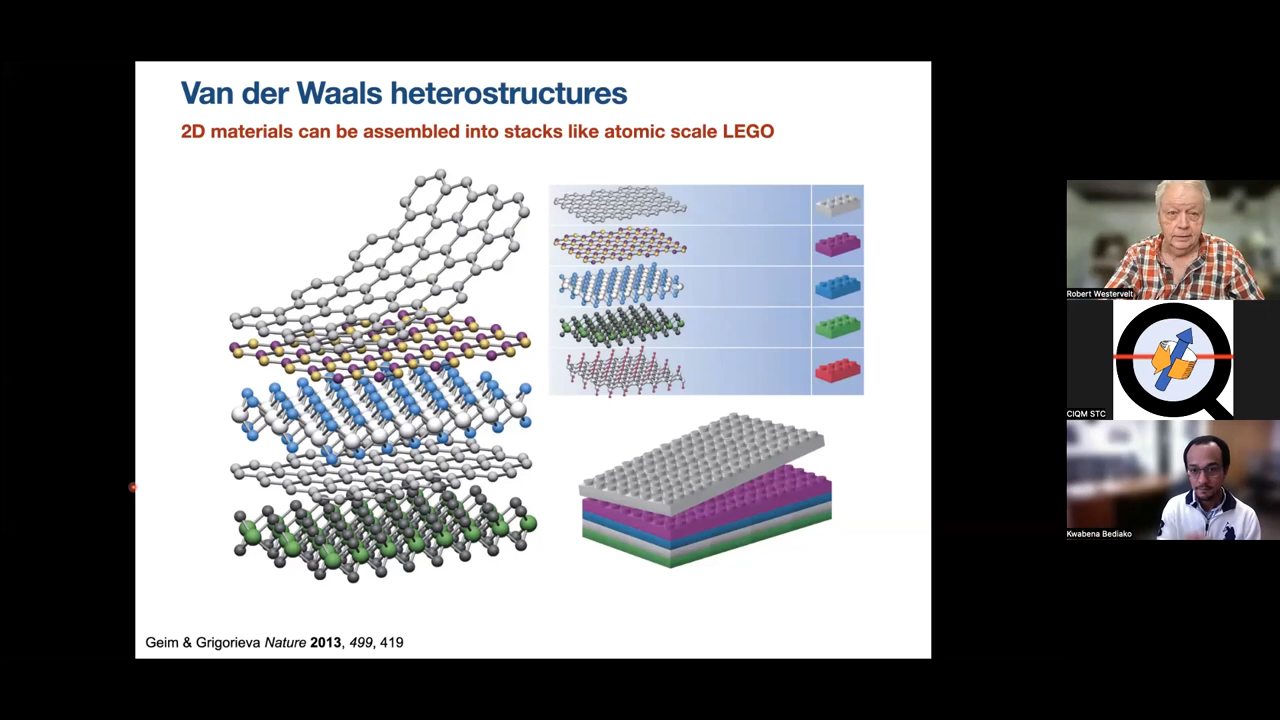 Van der Waals heterostructures
2D materials can be assembled into stacks like atomic scale LEGO
Geim & Grigorieva Nature 2013, 499, 419
Robert Westervelt
CIQM STC
Kwabena Bediako